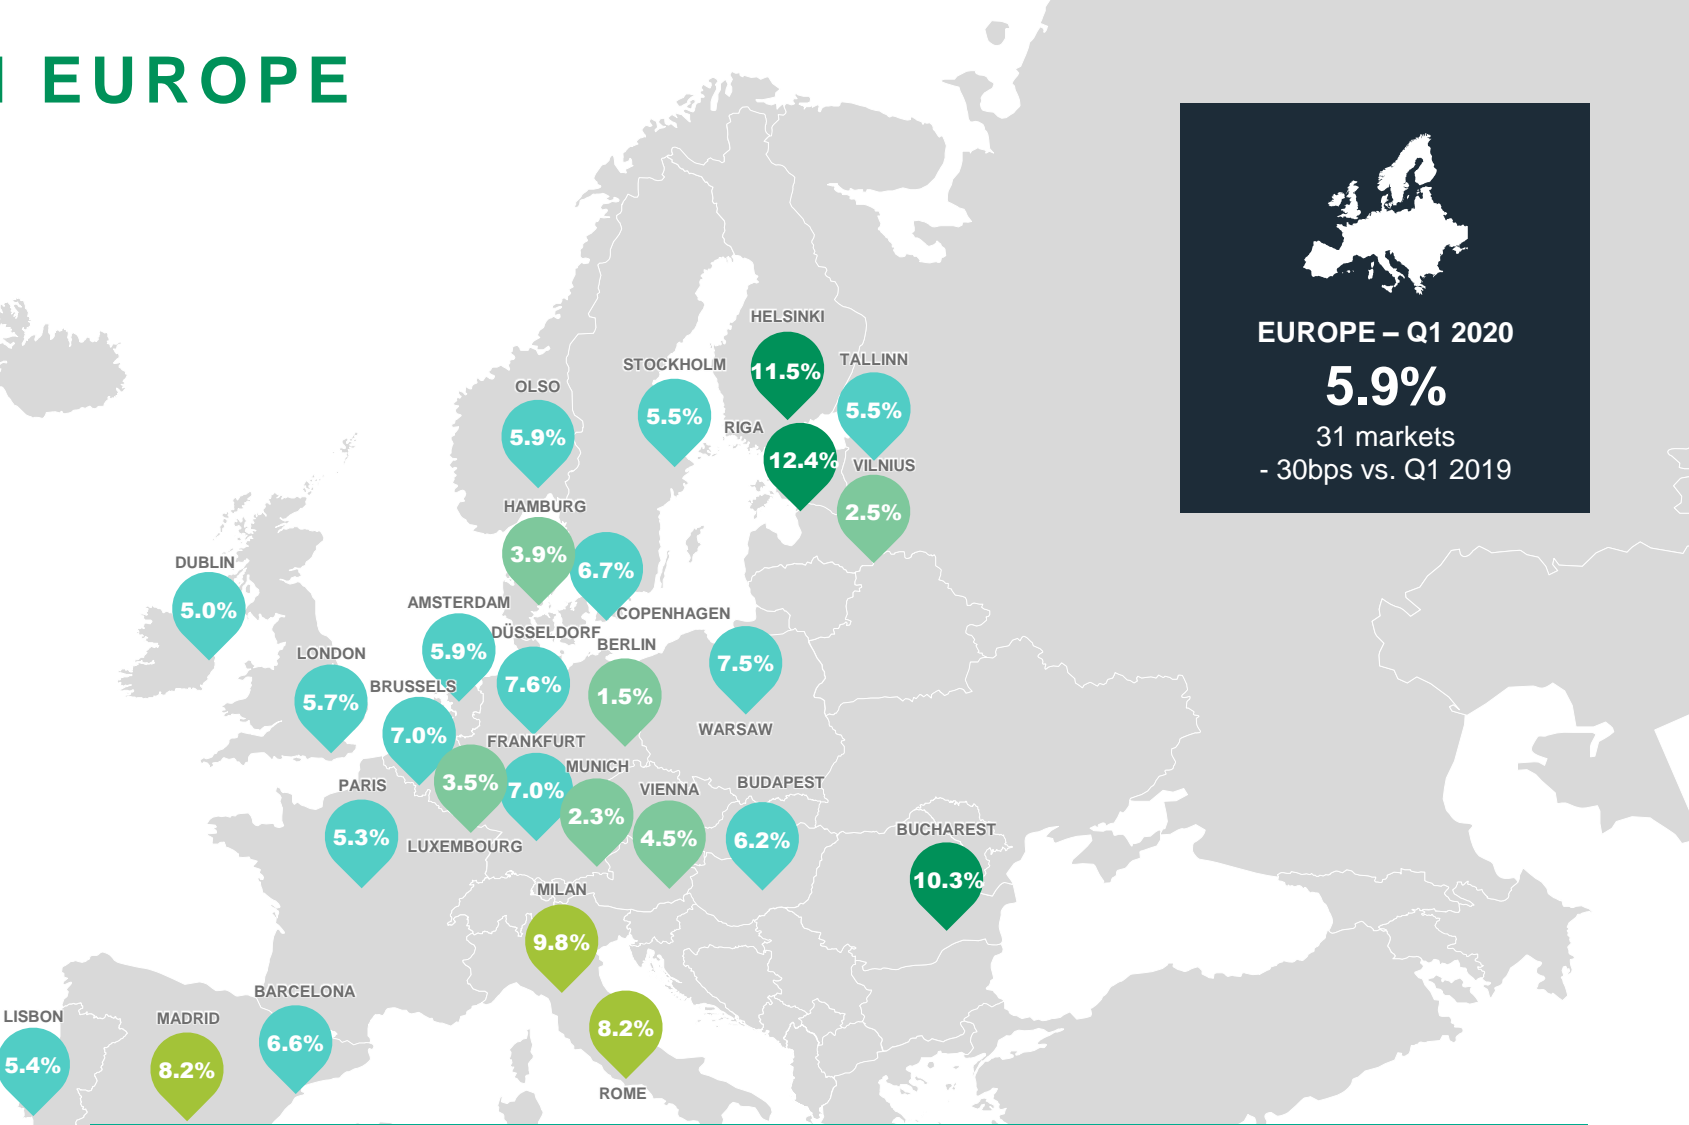 EUROPE
EUROPE – Q1 2020
5.9%
31 markets
- 30bps vs. Q1 2019
HELSINKI
11.5%
STOCKHOLM
5.5%
TALLINN
5.5%
OLSO
5.9%
RIGA
12.4%
VILNIUS
2.5%
HAMBURG
3.9%
6.7%
COPENHAGEN
DUBLIN
5.0%
AMSTERDAM
5.9%
DÜSSELDORF
7.6%
BERLIN
1.5%
7.5%
WARSAW
LONDON
5.7%
BRUSSELS
7.0%
FRANKFURT
7.0%
3.5%
LUXEMBOURG
MUNICH
2.3%
VIENNA
4.5%
BUDAPEST
6.2%
PARIS
5.3%
BUCHAREST
10.3%
MILAN
9.8%
8.2%
ROME
BARCELONA
6.6%
MADRID
8.2%
LISBON
5.4%